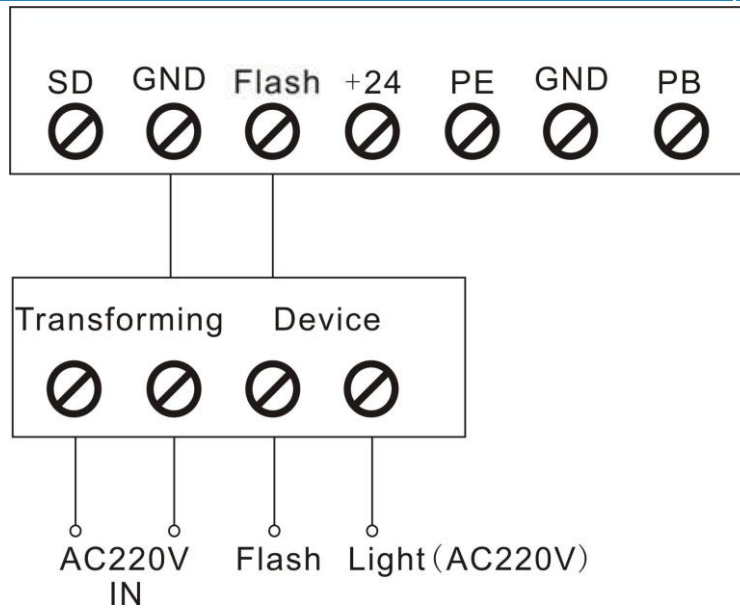 SD GND Flash +24 PE GND PB
Transforming Device
AC220V Flash Light(AC220V)
IN